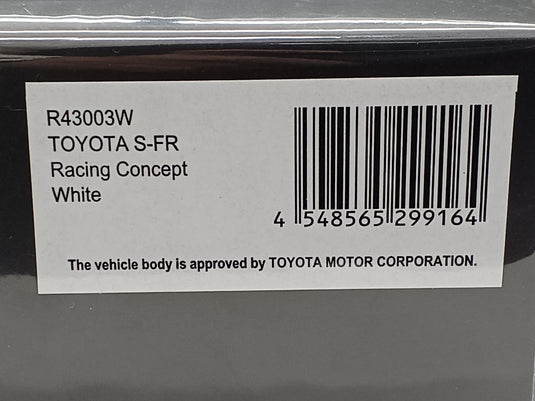 R43003W
TOYOTA S-FR
Racing Concept
White
4 548565 299164
The vehicle body is approved by TOYOTA MOTOR CORPORATION.